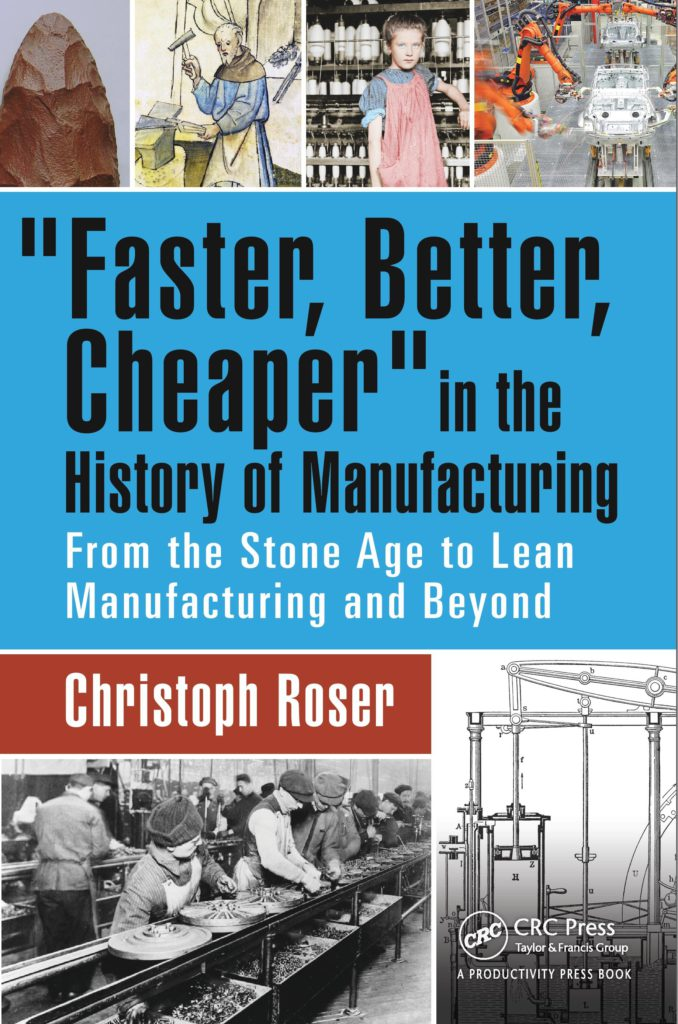 "Faster, Better,
Cheaper" in the
History of Manufacturing
From the Stone Age to Lean
Manufacturing and Beyond
Christoph Roser
a
b
c
s
f
H
u
U
CRC
CRC Press
Taylor & Francis Group
A PRODUCTIVITY PRESS BOOK